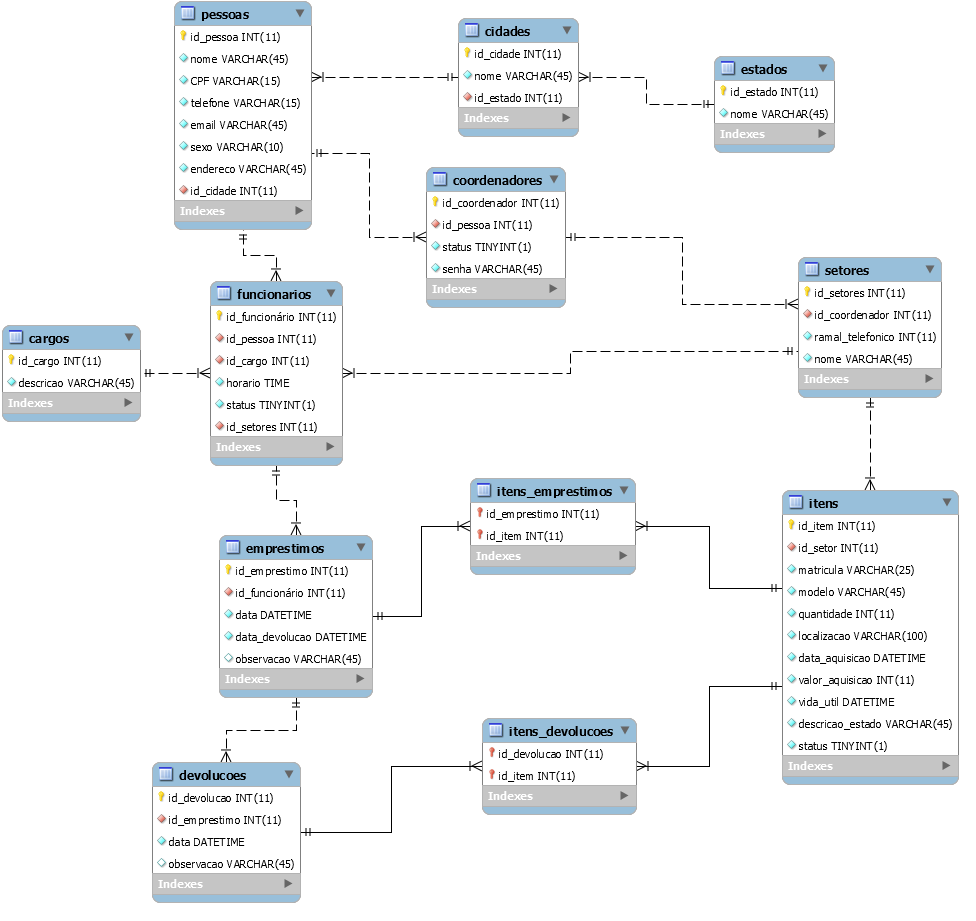 pessoas
id_pessoa INT(11)
nome VARCHAR(45)
CPF VARCHAR(15)
telefone VARCHAR(15)
email VARCHAR(45)
sexo VARCHAR(10)
endereco VARCHAR(45)
id_cidade INT(11)
Indexes
cidades
id_cidade INT(11)
nome VARCHAR(45)
id_estado INT(11)
Indexes
estados
id_estado INT(11)
nome VARCHAR(45)
Indexes
coordenadores
id_coordenador INT(11)
id_pessoa INT(11)
status TINYINT(1)
senha VARCHAR(45)
Indexes
setores
id_setores INT(11)
id_coordenador INT(11)
ramal_telefonico INT(11)
nome VARCHAR(45)
Indexes
funcionarios
id_funcionário INT(11)
id_pessoa INT(11)
id_cargo INT(11)
horario TIME
status TINYINT(1)
id_setores INT(11)
Indexes
cargos
id_cargo INT(11)
descricao VARCHAR(45)
Indexes
itens_emprestimos
id_emprestimo INT(11)
id_item INT(11)
Indexes
itens
id_item INT(11)
id_setor INT(11)
matricula VARCHAR(25)
modelo VARCHAR(45)
quantidade INT(11)
localizacao VARCHAR(100)
data_aquisicao DATETIME
valor_aquisicao INT(11)
vida_util DATETIME
descricao_estado VARCHAR(45)
status TINYINT(1)
Indexes
emprestimos
id_emprestimo INT(11)
id_funcionário INT(11)
data DATETIME
data_devolucao DATETIME
observacao VARCHAR(45)
Indexes
itens_devolucoes
id_devolucao INT(11)
id_item INT(11)
Indexes
devolucoes
id_devolucao INT(11)
id_emprestimo INT(11)
data DATETIME
observacao VARCHAR(45)
Indexes